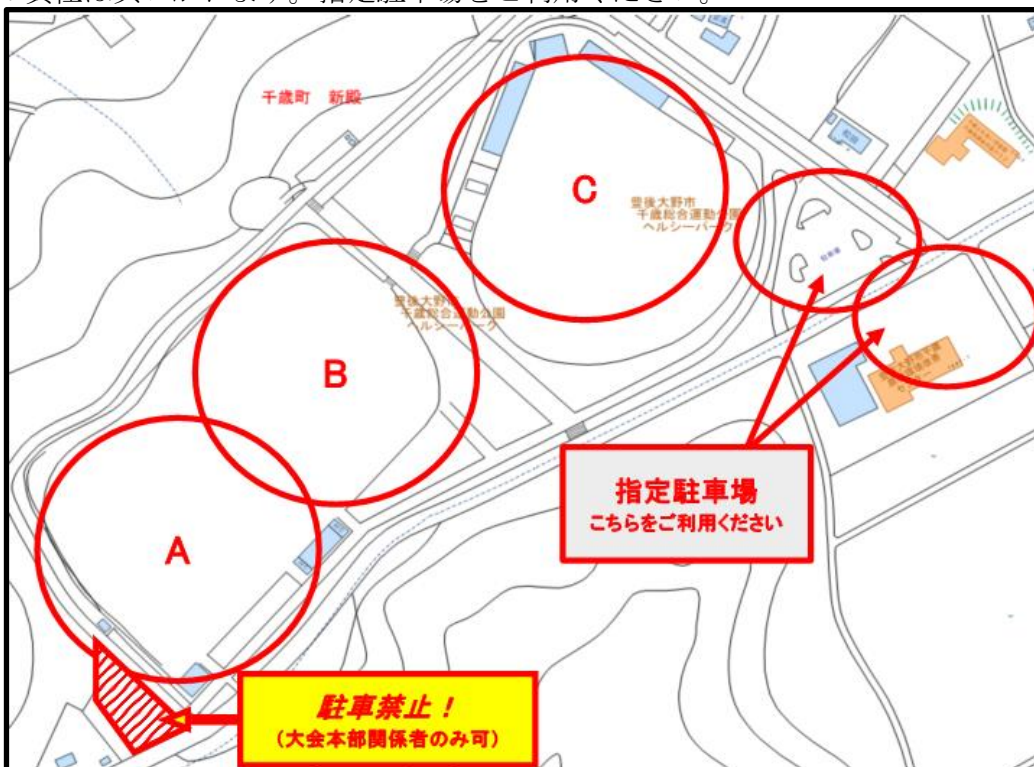 千歳町　新殿
C
豊後大野市
千歳総合運動公園
ヘルシーパーク
駐車場
豊後大野市
千歳総合運動公園
ヘルシーパーク
B
指定駐車場
こちらをご利用ください
A
駐車禁止！
（大会本部関係者のみ可）